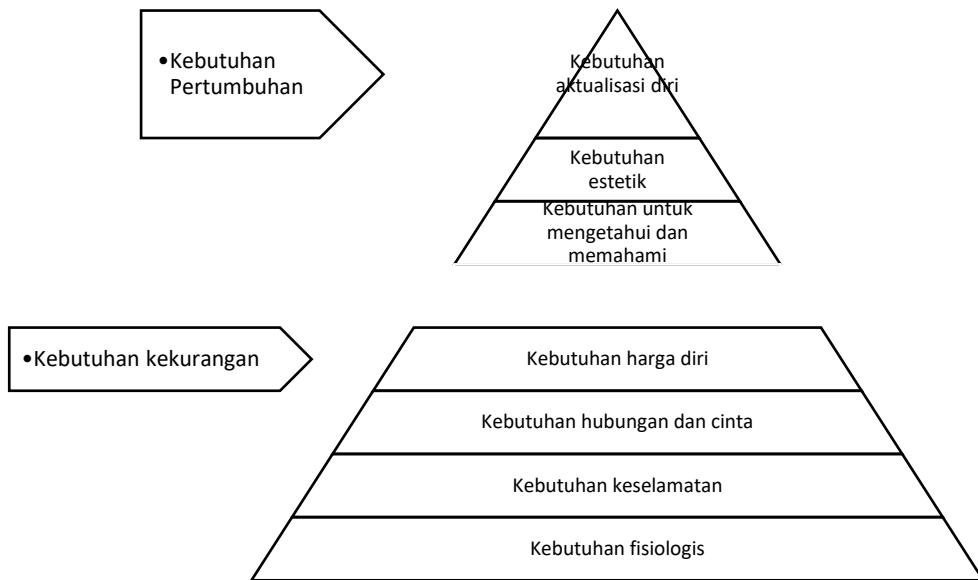 •Kebutuhan
Pertumbuhan
Kebutuhan
aktualisasi diri
Kebutuhan
estetik
Kebutuhan untuk
mengetahui dan
memahami
•Kebutuhan kekurangan
Kebutuhan harga diri
Kebutuhan hubungan dan cinta
Kebutuhan keselamatan
Kebutuhan fisiologis